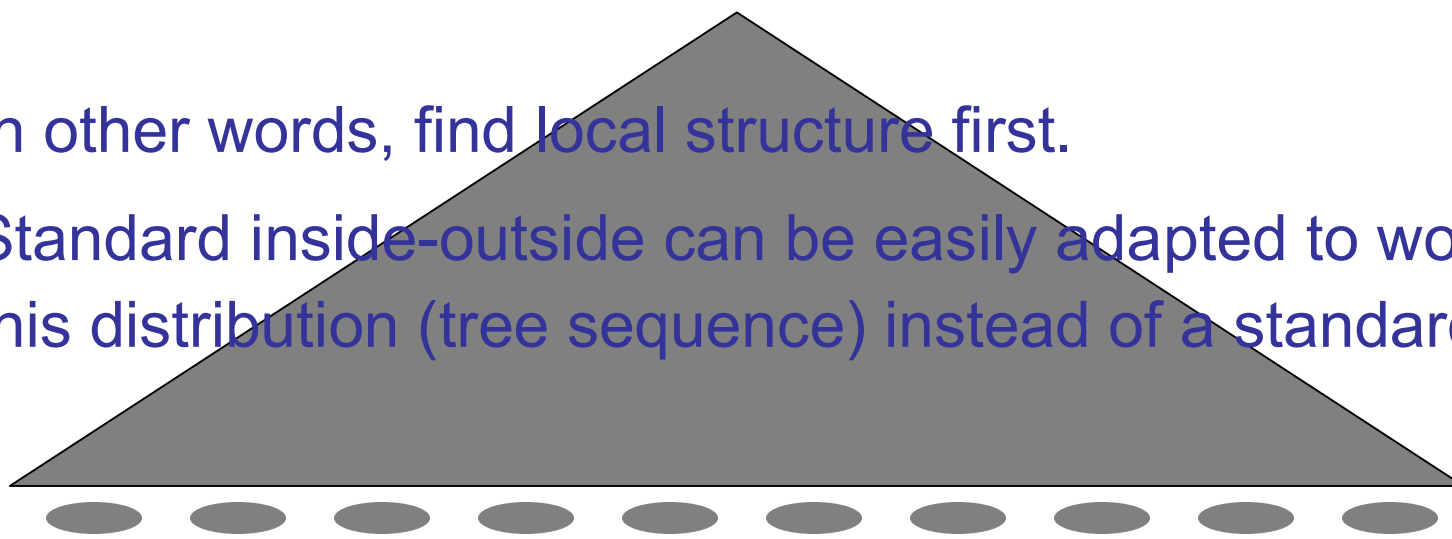 n other words, find local structure first.
Standard inside-outside can be easily adapted to wo
his distribution (tree sequence) instead of a standard